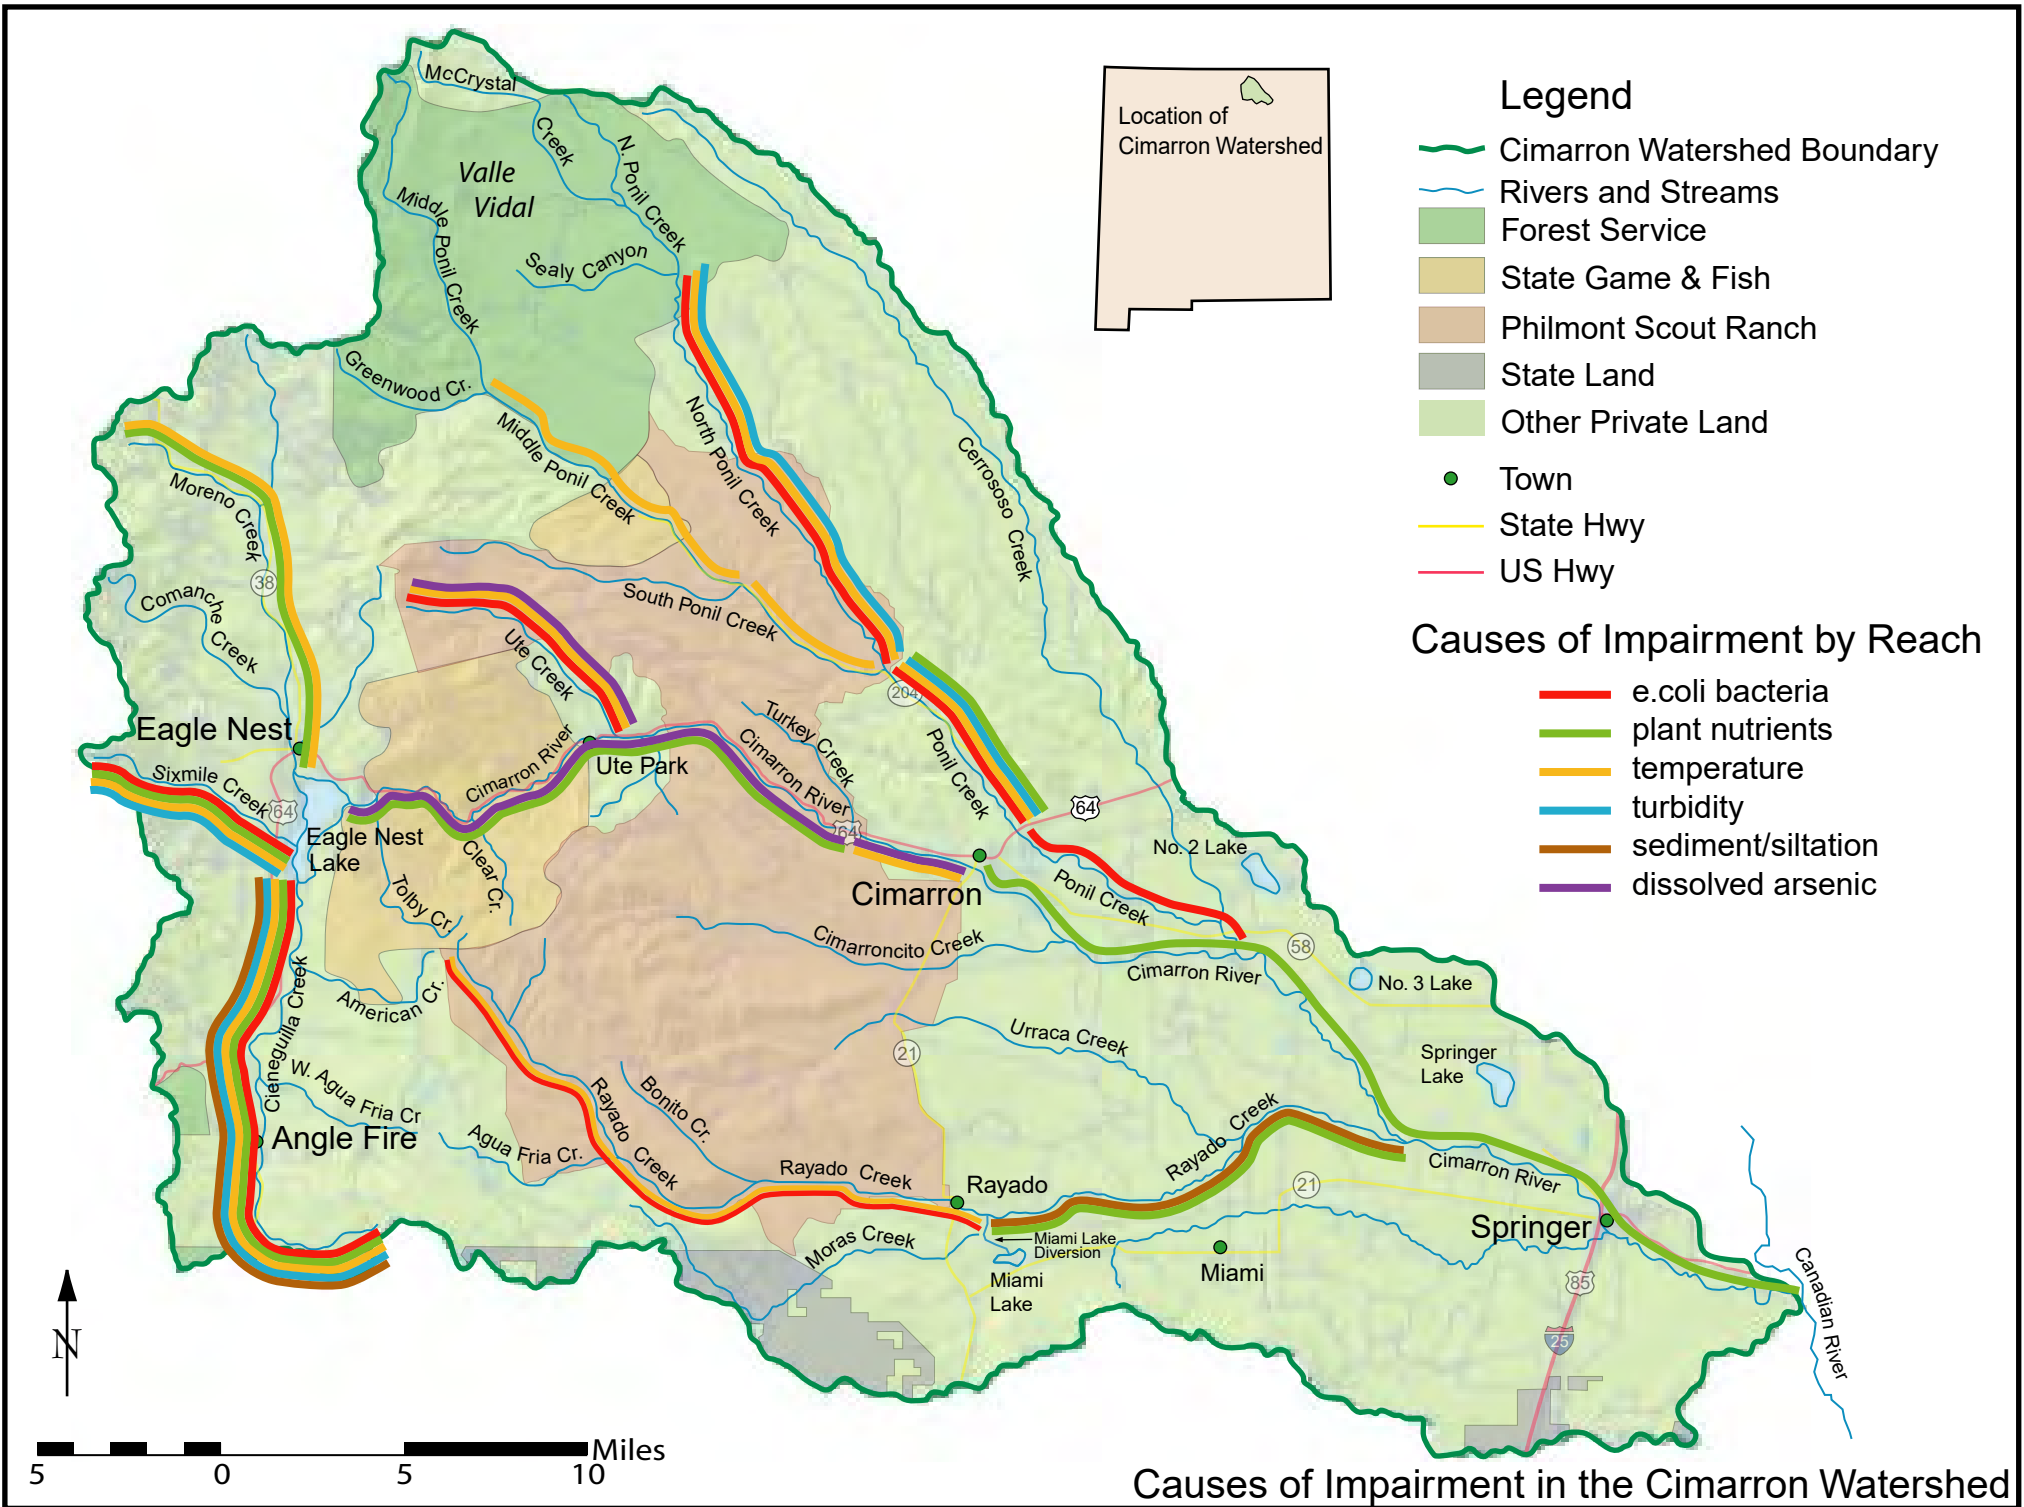 McCrystal
Creek
N. Ponil Creek
Valle
Vidal
Middle Ponil Creek
Sealy Canyon
Greenwood Cr.
Middle Ponil Creek
North Ponil Creek
Cerrososo Creek
Moreno Creek
38
Comanche
Creek
South Ponil Creek
Ute Creek
204
Eagle Nest
Sixmile Creek
64
Eagle Nest
Lake
Cimarron River
Ute Park
Turkey Creek
Cimarron River
64
Ponil Creek
64
No. 2 Lake
Clear Cr.
Tolby Cr.
Cimarron
Ponil Creek
58
Cimarroncito Creek
Cimarron River
No. 3 Lake
American Cr.
Cieneguilla Creek
Urraca Creek
21
Springer
Lake
W. Agua Fria Cr
Angle Fire
Agua Fria Cr.
Rayado
Creek
Bonito Cr.
Rayado Creek
Rayado
Rayado Creek
Cimarron River
21
Springer
Moras Creek
Miami Lake
Diversion
Miami
Lake
Miami
85
25
Canadian River
Location of
Cimarron Watershed
Legend
Cimarron Watershed Boundary
Rivers and Streams
Forest Service
State Game & Fish
Philmont Scout Ranch
State Land
Other Private Land
Town
State Hwy
US Hwy
Causes of Impairment by Reach
e.coli bacteria
plant nutrients
temperature
turbidity
sediment/siltation
dissolved arsenic
N
Miles
5 0 5 10
Causes of Impairment in the Cimarron Watershed